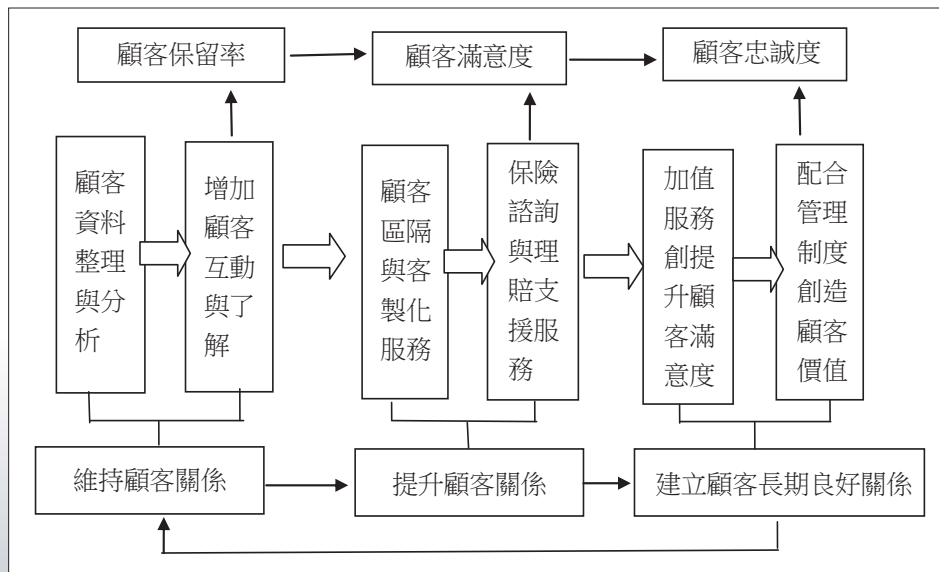 顧客保留率
顧客滿意度
顧客忠誠度
顧客
資料
整理
與分
析
增加
顧客
互動
與了
解
顧客
區隔
與客
製化
服務
保險
諮詢
與理
賠支
援服
務
加值
服務
創提
升顧
客滿
意度
配合
管理
制度
創造
顧客
價值
維持顧客關係
提升顧客關係
建立顧客長期良好關係